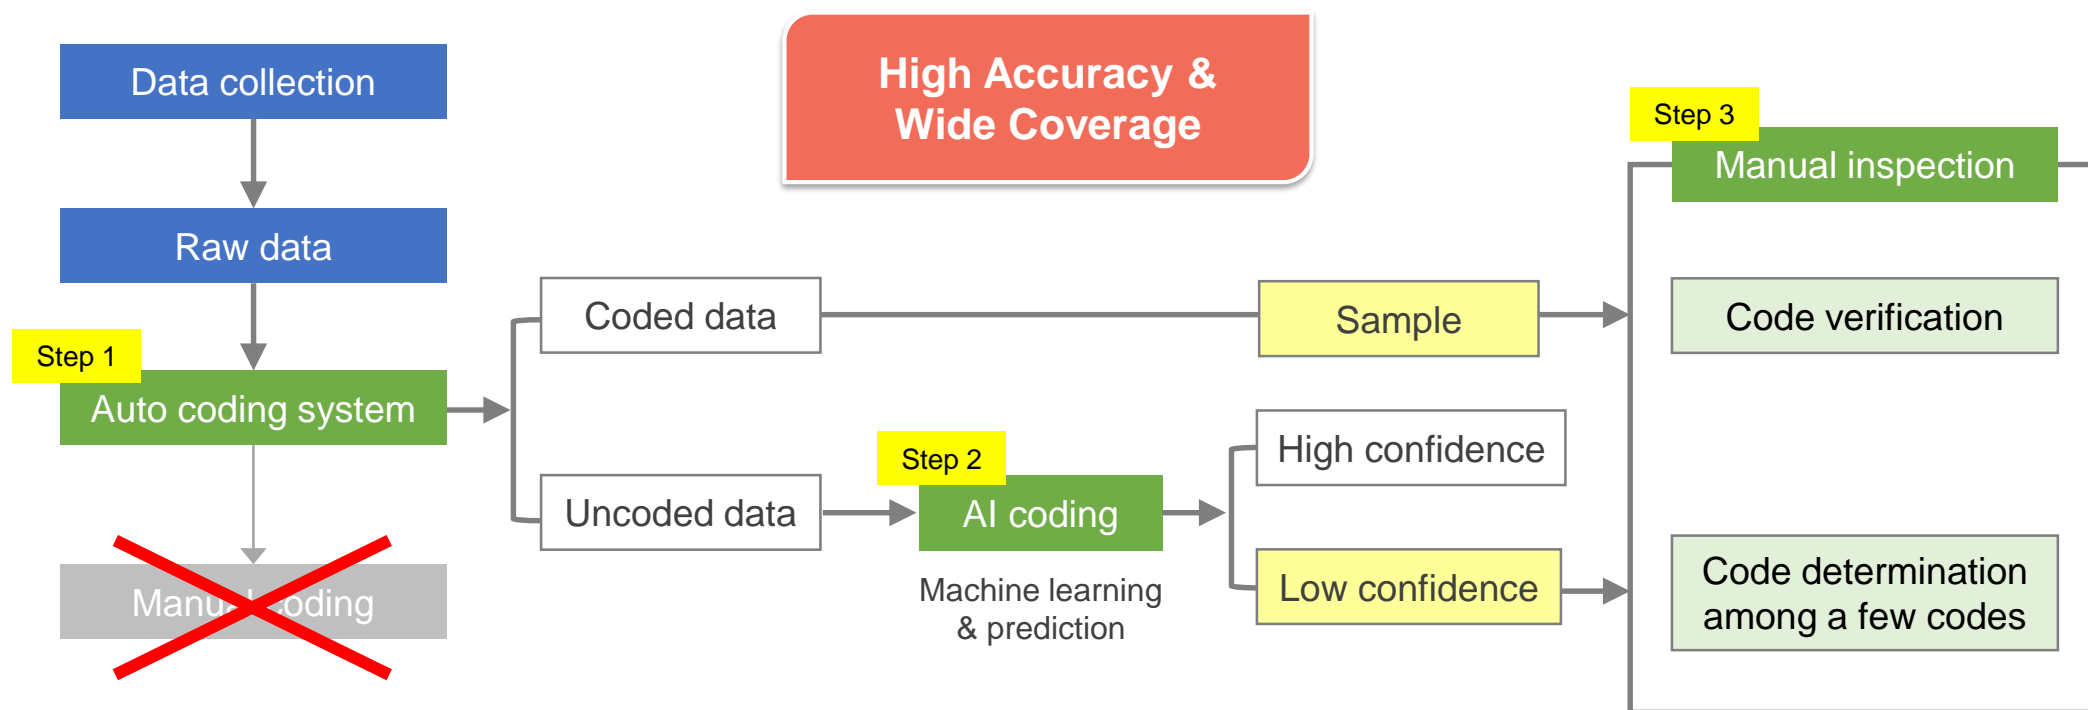 Data collection
High Accuracy &
Wide Coverage
Step 3
Manual inspection
Raw data
Coded data
Sample
Code verification
Step 1
Auto coding system
High confidence
Step 2
Uncoded data
AI coding
Low confidence
Code determination
among a few codes
Machine learning
& prediction
Manual coding